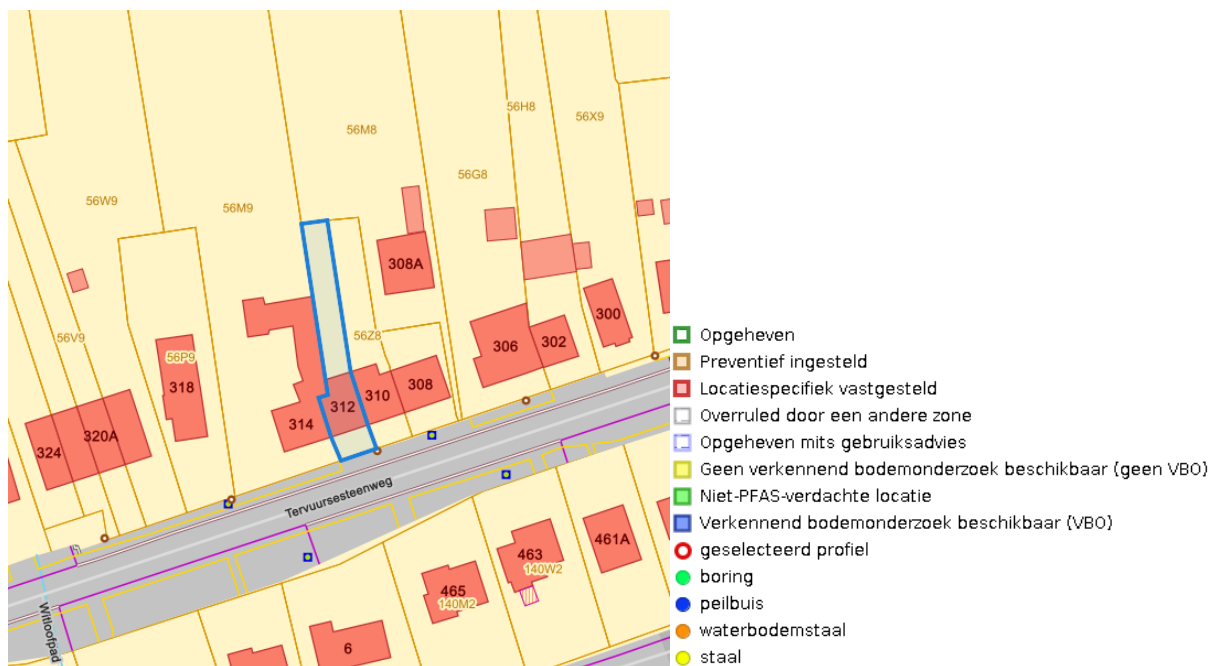 56H8
56X9
56M8
56G8
56W9
56M9
308A
300
56V9
56Z8
306
302
56P9
318
310
308
312
314
320A
324
Tervuursesteenweg
463
461A
140W2
465
140M2
Witloofpad
6
Opgeheven
Preventief ingesteld
Locatiespecifiek vastgesteld
Overruled door een andere zone
Opgeheven mits gebruiksadvies
Geen verkennend bodemonderzoek beschikbaar (geen VBO)
Niet-PFAS-verdachte locatie
Verkennend bodemonderzoek beschikbaar (VBO)
geselecteerd profiel
boring
peilbuis
waterbodemstaal
staal